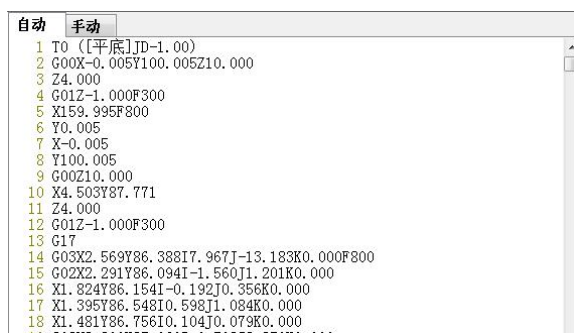 自动 手动
1 T0 ([平底]JD-1.00)
2 G00X-0.005Y100.005Z10.000
3 Z4.000
4 G01Z-1.000F300
5 X159.995F800
6 Y0.005
7 X-0.005
8 Y100.005
9 G00Z10.000
10 X4.503Y87.771
11 Z4.000
12 G01Z-1.000F300
13 G17
14 G03X2.569Y86.388I7.967J-13.183K0.000F800
15 G02X2.291Y86.094I-1.560J1.201K0.000
16 X1.824Y86.154I-0.192J0.356K0.000
17 X1.395Y86.548I0.598J1.084K0.000
18 X1.481Y86.756I0.104J0.079K0.000